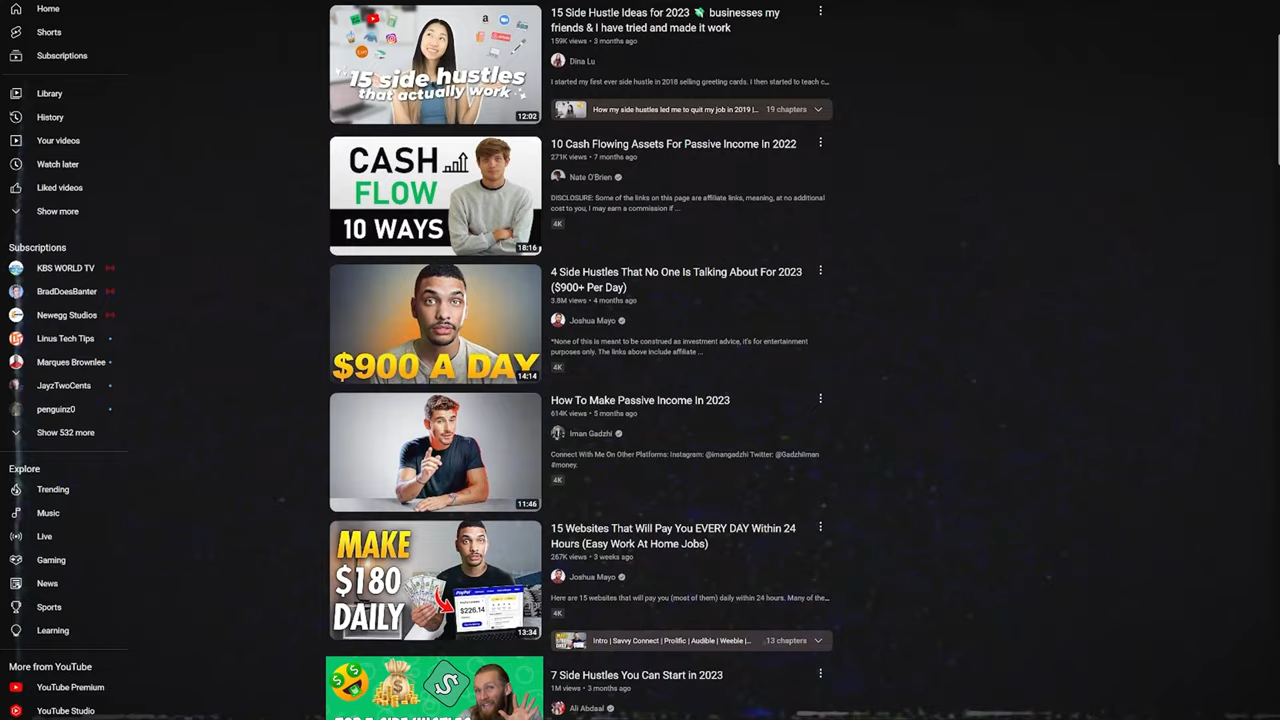 Home
Shorts
Subscriptions
Library
History
Your videos
Watch later
Liked videos
Show more
Subscriptions
KBS WORLD TV
BradDoesBanter
Newegg Studios
Linus Tech Tips
Marques Brownlee
JayzTwoCents
penguinz0
Show 532 more
Explore
Trending
Music
Live
Gaming
News
Sports
Learning
More from YouTube
YouTube Premium
YouTube Studio
15 side hustles
that actually work
12:02
15 Side Hustle Ideas for 2023 💸 businesses my
friends & I have tried and made it work
159K views • 3 months ago
Dina Lu
I started my first ever side hustle in 2018 selling greeting cards. I then started to teach c...
How my side hustles led me to quit my job in 2019 |... 19 chapters
CASH
FLOW
10 WAYS
18:16
10 Cash Flowing Assets For Passive Income In 2022
271K views • 7 months ago
Nate O'Brien
DISCLOSURE: Some of the links on this page are affiliate links, meaning, at no additional
cost to you, I may earn a commission if ...
4K
$900 A DAY
14:14
4 Side Hustles That No One Is Talking About For 2023
($900+ Per Day)
3.8M views • 4 months ago
Joshua Mayo
*None of this is meant to be construed as investment advice, it's for entertainment
purposes only. The links above include affiliate ...
4K
11:46
How To Make Passive Income In 2023
614K views • 5 months ago
Iman Gadzhi
Connect With Me On Other Platforms: Instagram: @imangadzhi Twitter: @GadzhiIman
#money.
4K
MAKE
$180
DAILY
PayPal
$226.14
13:34
15 Websites That Will Pay You EVERY DAY Within 24
Hours (Easy Work At Home Jobs)
267K views • 3 weeks ago
Joshua Mayo
Here are 15 websites that will pay you (most of them) daily within 24 hours. Many of the...
4K
Intro | Savvy Connect | Prolific | Audible | Weebie |... 13 chapters
7 Side Hustles You Can Start in 2023
1M views • 3 months ago
Ali Abdaal